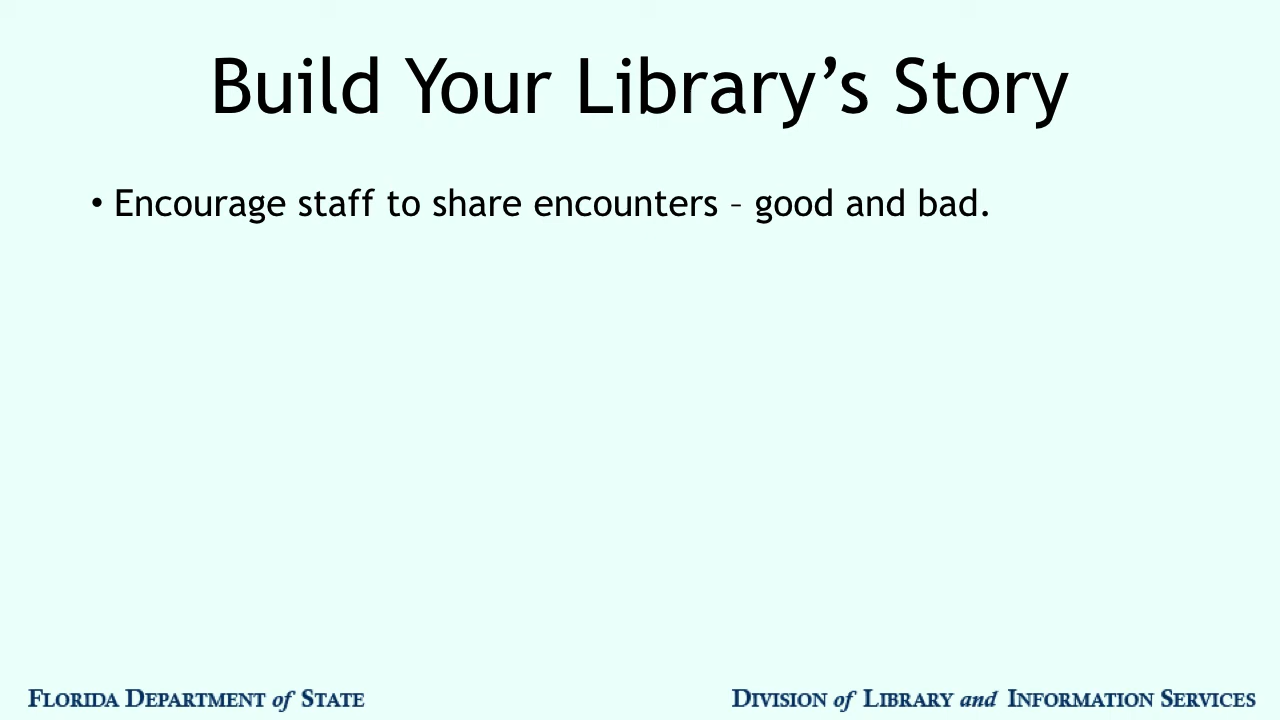 Build Your Library’s Story
• Encourage staff to share encounters – good and bad.
Florida Department of State
Division of Library and Information Services